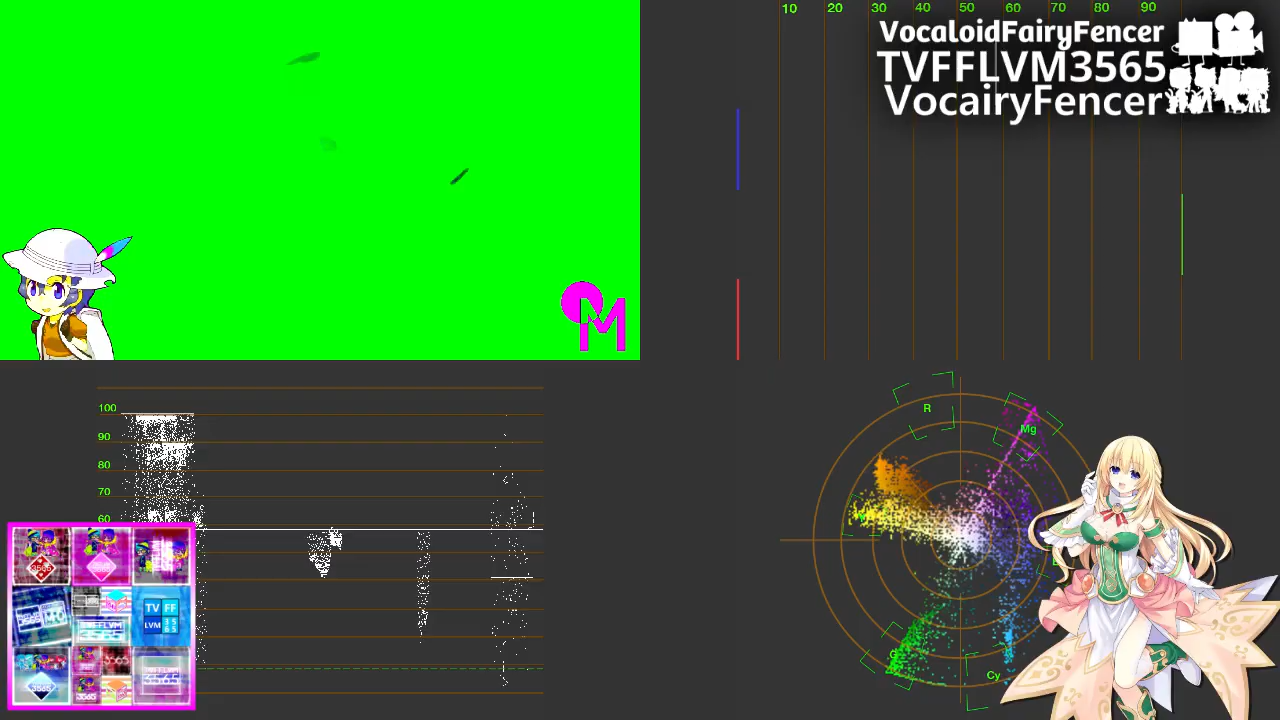 10 20 30 40 50 60 70 80 90
VocaloidFairyFencer
TVFFLVM3565
VocairyFencer
M
100
90
80
70
60
R
Mg
Cy
3565
TV FF
LVM